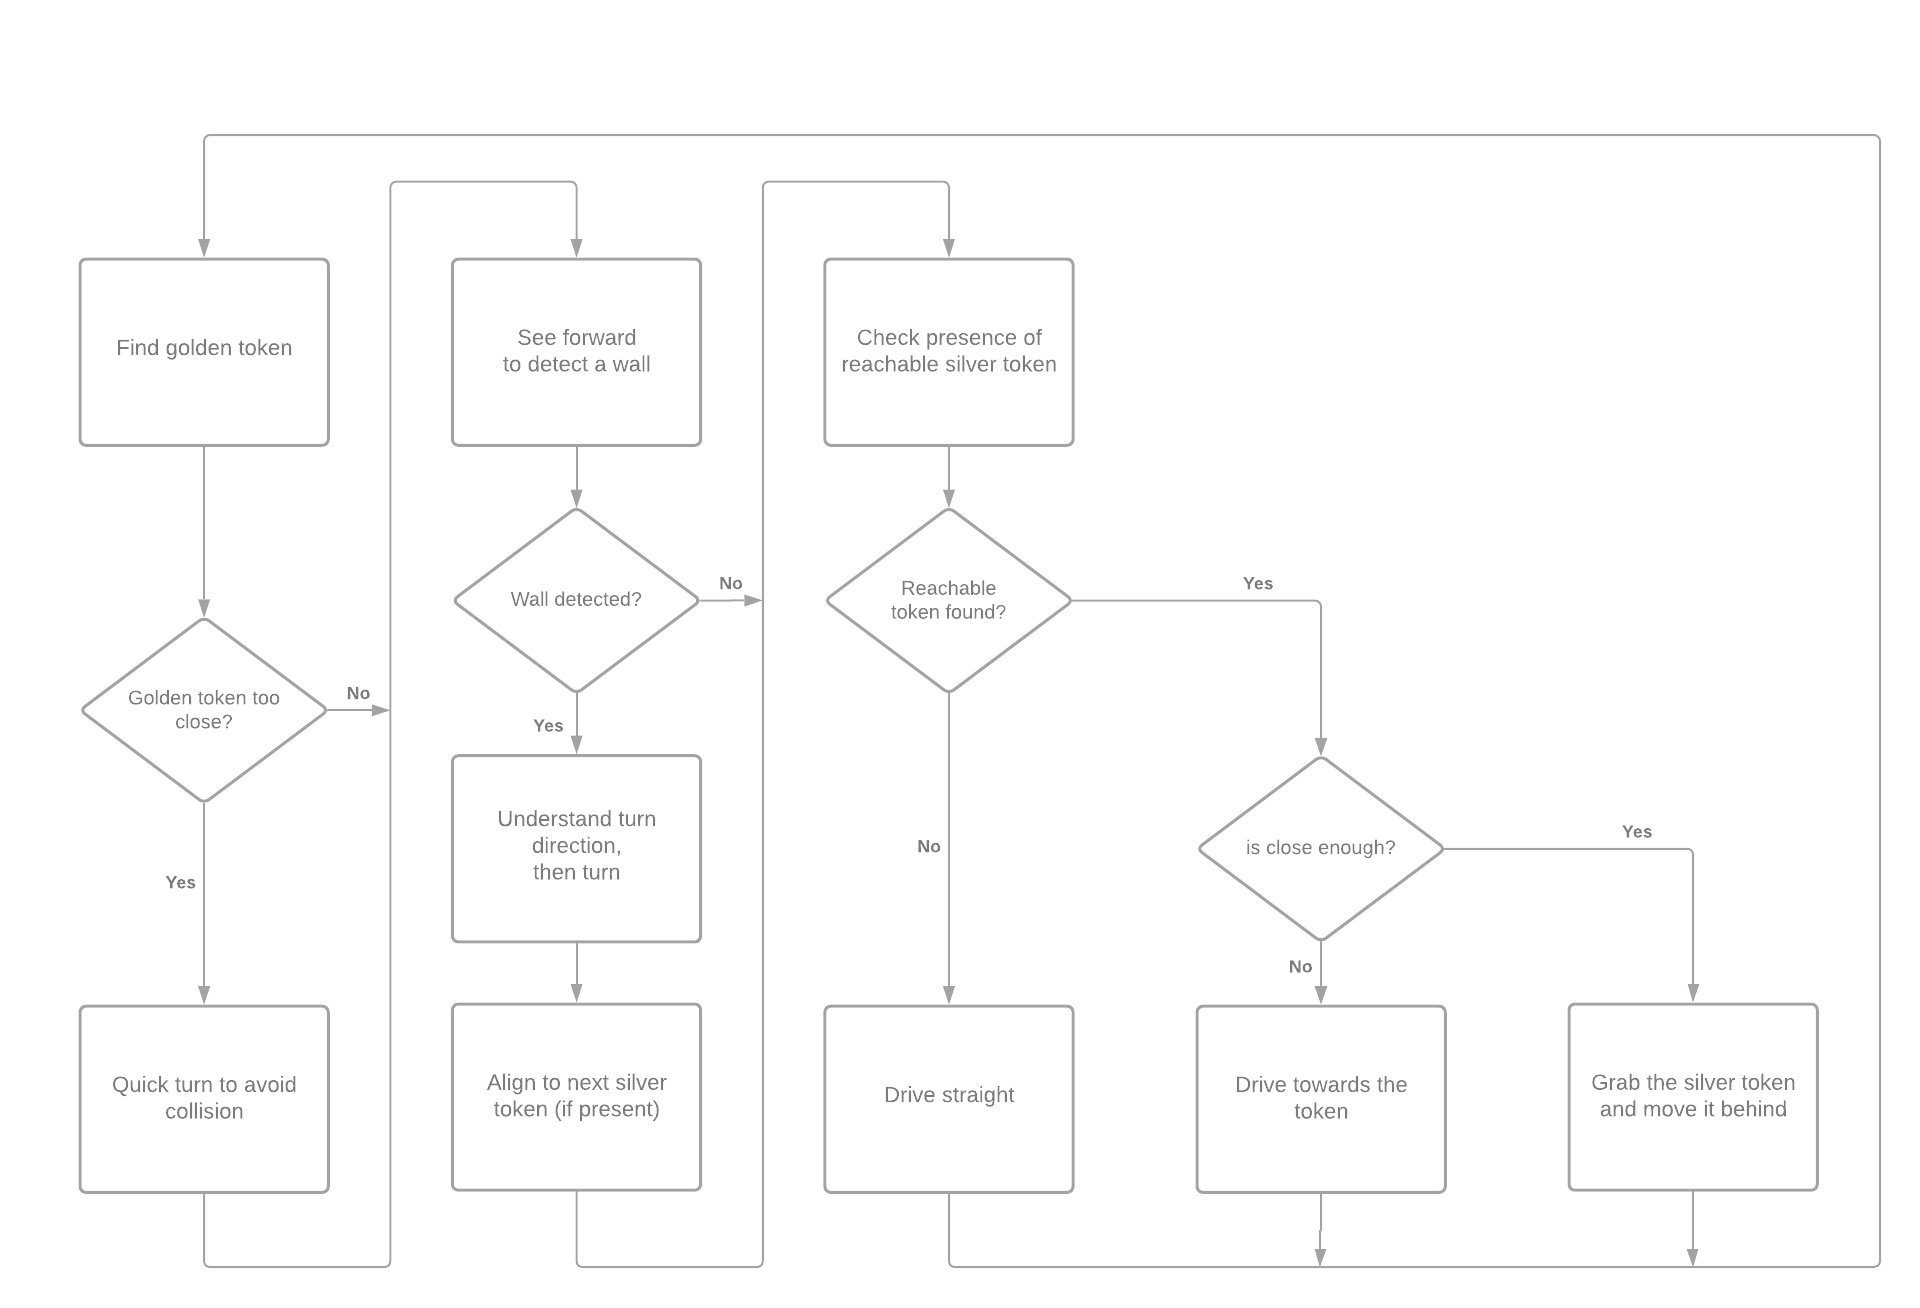 Find golden token
See forward
to detect a wall
Check presence of
reachable silver token
Golden token too
close?
No
Yes
Quick turn to avoid
collision
Wall detected?
No
Yes
Understand turn
direction,
then turn
Align to next silver
token (if present)
Reachable
token found?
Yes
No
Drive straight
is close enough?
Yes
No
Drive towards the
token
Grab the silver token
and move it behind